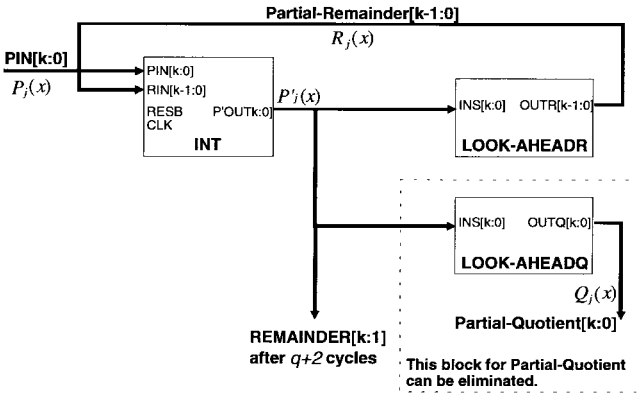 Partial-Remainder[k-1:0]
R_j(x)
PIN[k:0]
P_j(x)
PIN[k:0]
RIN[k-1:0]
RESB P'OUTk:0]
CLK
INT
P'_j(x)
INS[k:0] OUTR[k-1:0]
LOOK-AHEADR
INS[k:0] OUTQ[k:0]
LOOK-AHEADQ
Q_j(x)
Partial-Quotient[k:0]
REMAINDER[k:1]
after q+2 cycles
This block for Partial-Quotient
can be eliminated.